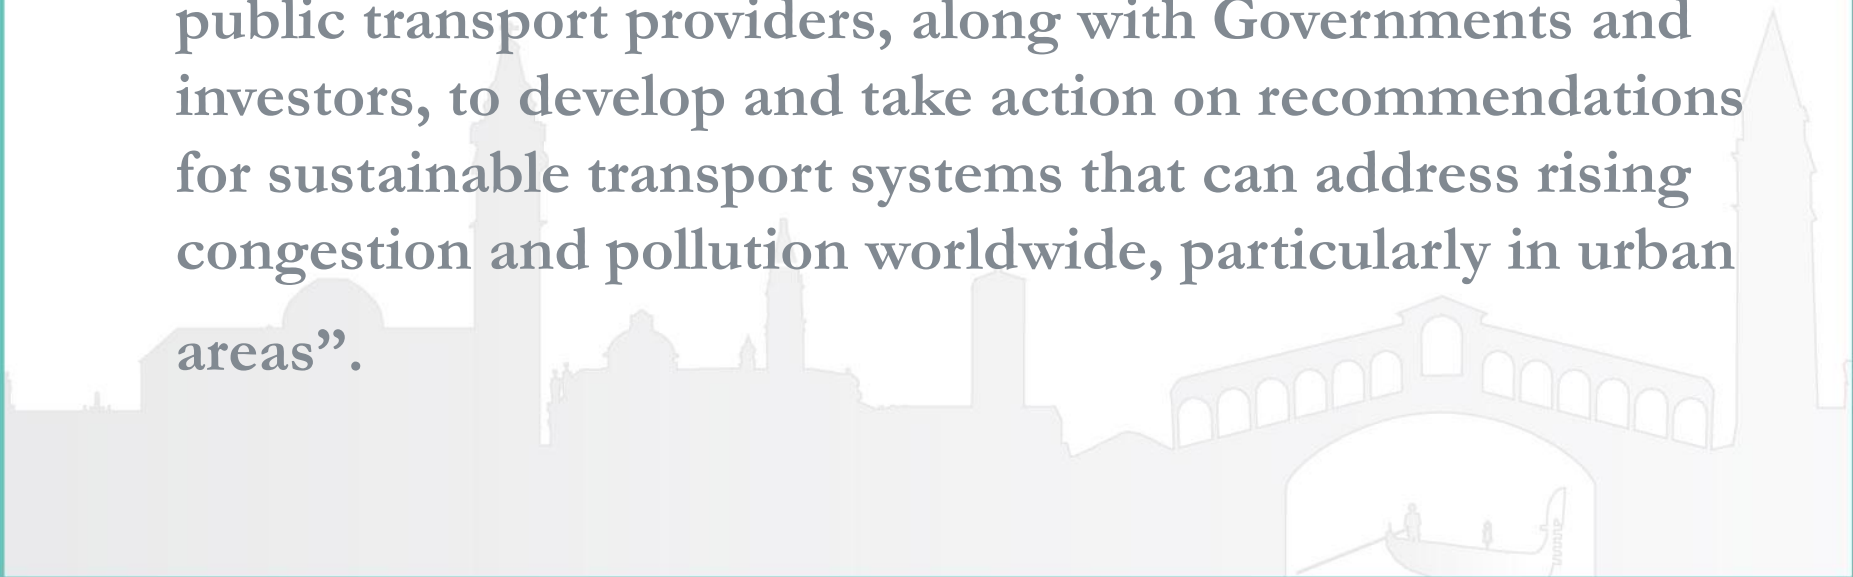 public transport providers, along with Governments and
investors, to develop and take action on recommendations
for sustainable transport systems that can address rising
congestion and pollution worldwide, particularly in urban
areas”.